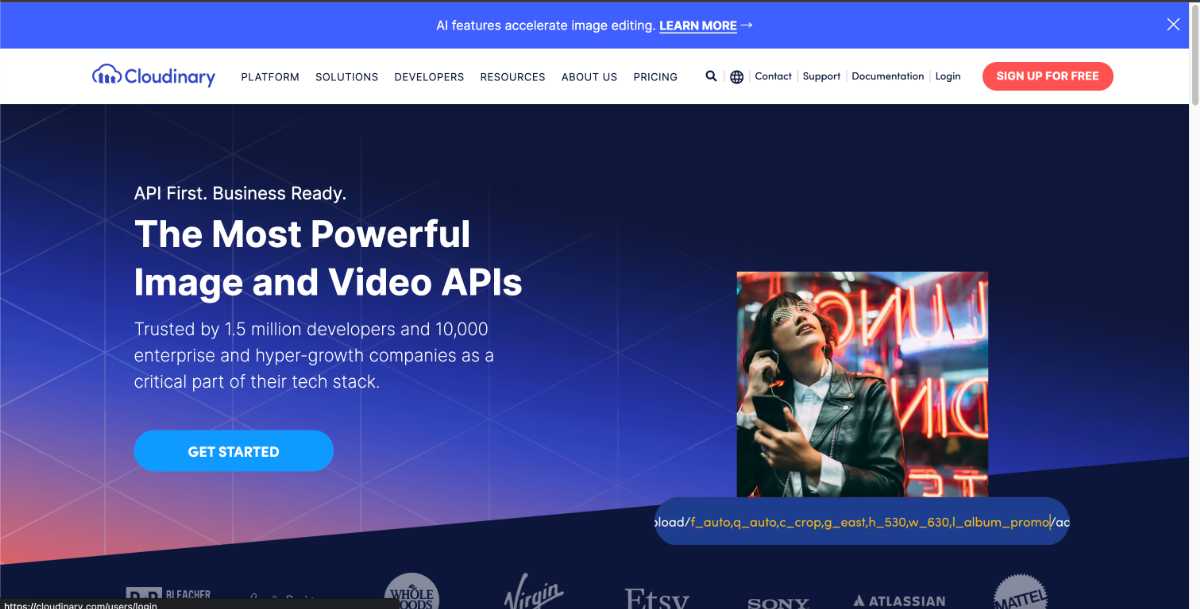 AI features accelerate image editing. LEARN MORE →
Cloudinary PLATFORM SOLUTIONS DEVELOPERS RESOURCES ABOUT US PRICING Contact Support Documentation Login SIGN UP FOR FREE
API First. Business Ready.
The Most Powerful
Image and Video APIs
Trusted by 1.5 million developers and 10,000
enterprise and hyper-growth companies as a
critical part of their tech stack.
GET STARTED
load/f_auto,q_auto,c_crop,g_east,h_530,w_630,l_album_promo/ac
BLEACHER
WHOLE
FOODS
Virgin
Etsy
SONY
ATLASSIAN
MATTEL
https://cloudinary.com/users/login